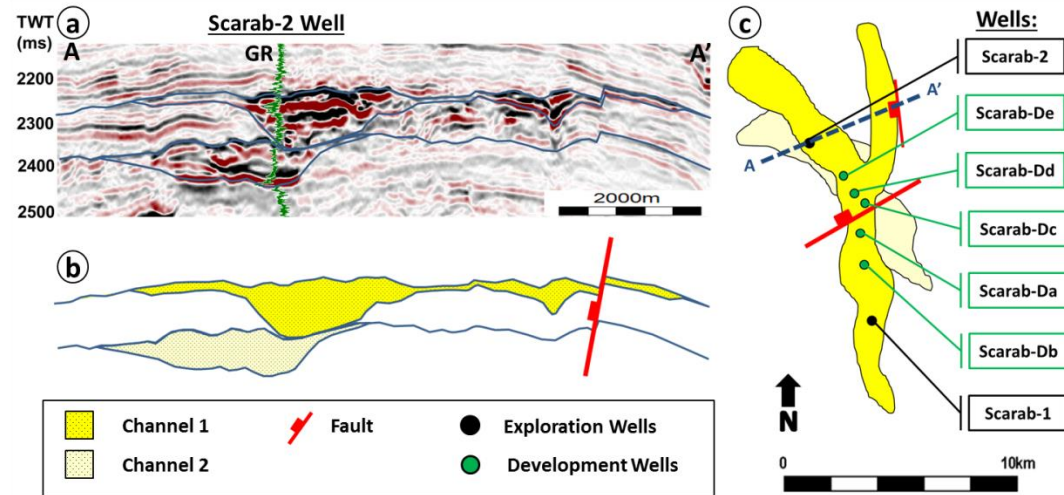 TWT
(ms)
a
Scarab-2 Well
A
GR
A'
2200
2300
2400
2500
2000m
b
Channel 1
Channel 2
Fault
Exploration Wells
Development Wells
c
Wells:
Scarab-2
Scarab-De
Scarab-Dd
Scarab-Dc
Scarab-Da
Scarab-Db
Scarab-1
A'
A
N
0
10km